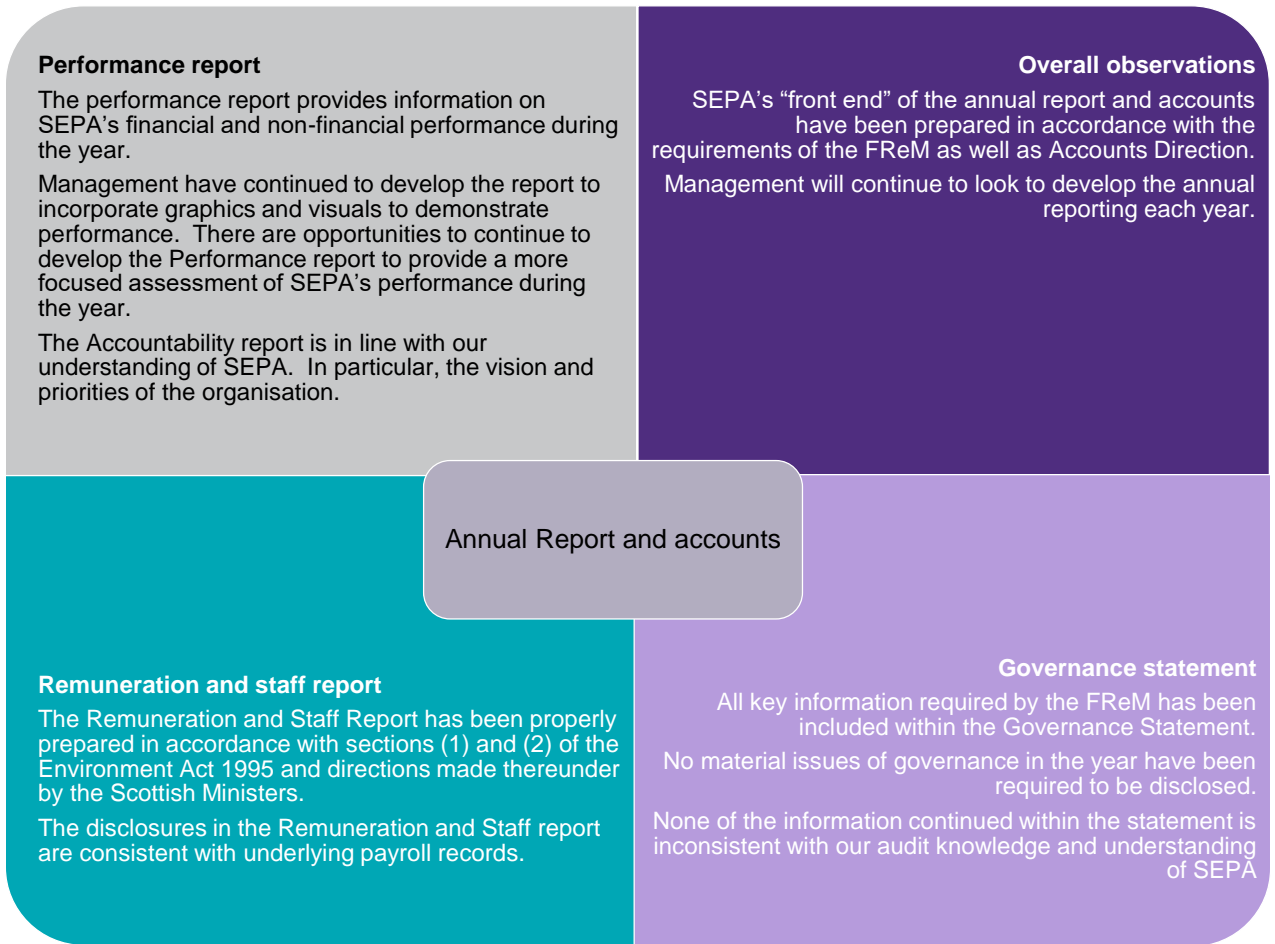 Performance report
The performance report provides information on
SEPA’s financial and non-financial performance during
the year.
Management have continued to develop the report to
incorporate graphics and visuals to demonstrate
performance.  There are opportunities to continue to
develop the Performance report to provide a more
focused assessment of SEPA’s performance during
the year.
The Accountability report is in line with our
understanding of SEPA.  In particular, the vision and
priorities of the organisation.
Overall observations
SEPA’s “front end” of the annual report and accounts
have been prepared in accordance with the
requirements of the FReM as well as Accounts Direction.
Management will continue to look to develop the annual
reporting each year.
Annual Report and accounts
Remuneration and staff report
The Remuneration and Staff Report has been properly
prepared in accordance with sections (1) and (2) of the
Environment Act 1995 and directions made thereunder
by the Scottish Ministers.
The disclosures in the Remuneration and Staff report
are consistent with underlying payroll records.
Governance statement
All key information required by the FReM has been
included within the Governance Statement.
No material issues of governance in the year have been
required to be disclosed.
None of the information continued within the statement is
inconsistent with our audit knowledge and understanding
of SEPA